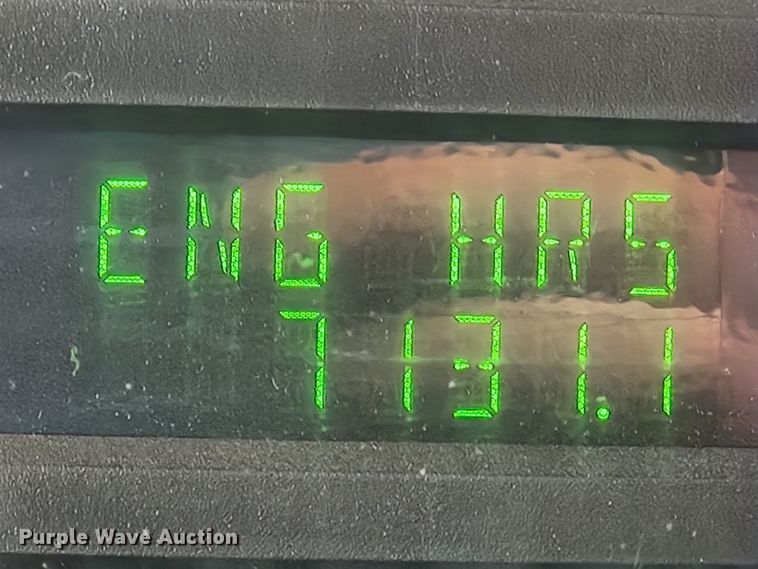 ENG HRS
7131.1
Purple Wave Auction